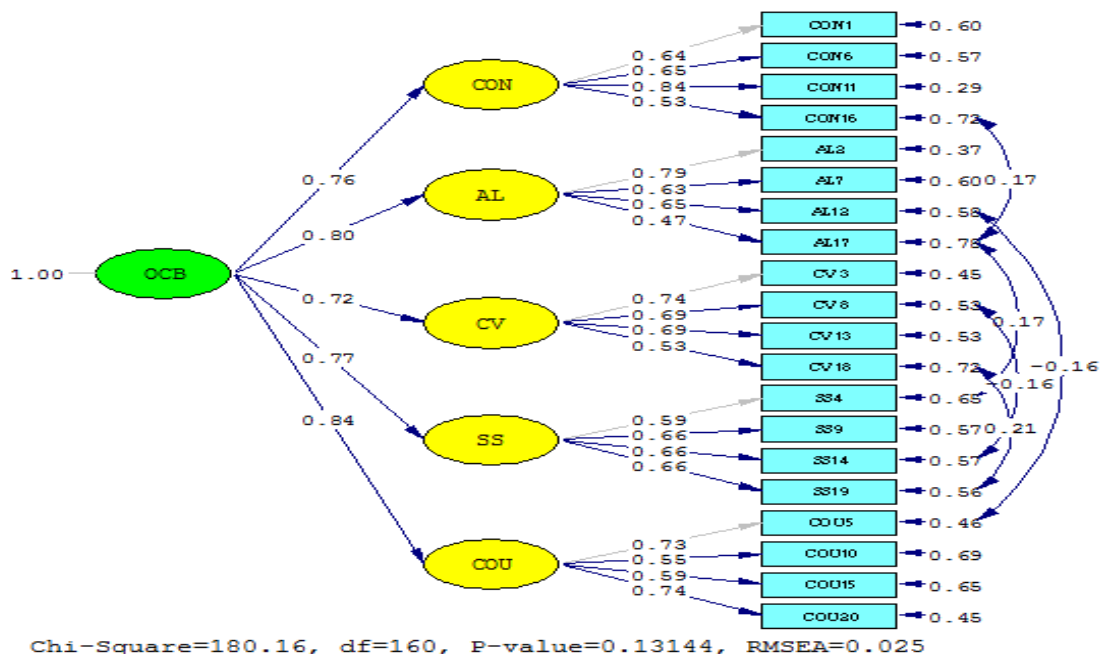 CON1 0.60
0.64
CON6 0.57
0.65
CON
0.84
CON11 0.29
0.53
CON16 0.72
AL2 0.37
0.76
0.79
AL7 0.60 0.17
AL
0.63
0.65
AL12 0.58
0.47
0.80
AL17 0.78
1.00 OCB
CV3 0.45
0.72
0.74
CV8 0.53
0.17
CV
0.69
0.69
CV13 0.53
0.53
0.77
CV18 0.72
-0.16
-0.16
SS4 0.65
0.84
0.59
SS9 0.57 0.21
SS
0.66
0.66
SS14 0.57
0.66
SS19 0.56
COU5 0.46
0.73
COU10 0.69
COU
0.55
0.59
COU15 0.65
0.74
COU20 0.45
Chi-Square=180.16, df=160, P-value=0.13144, RMSEA=0.025